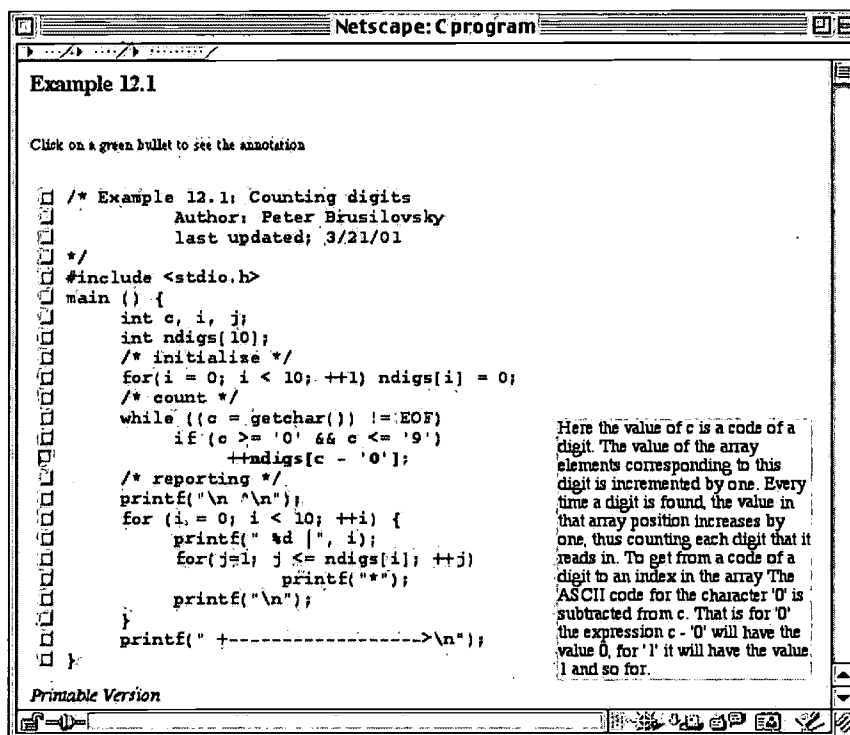 Netscape: C program
Example 12.1
Click on a green bullet to see the annotation
/* Example 12.1: Counting digits
Author: Peter Brusilovsky
last updated: 3/21/01
*/
#include <stdio.h>
main () {
int c, i, j;
int ndigs[10];
/* initialize */
for(i = 0; i < 10; ++i) ndigs[i] = 0;
/* count */
while ((c = getchar()) != EOF)
if (c >= '0' && c <= '9')
++ndigs[c - '0'];
/* reporting */
printf("\n ^\n");
for (i = 0; i < 10; ++i) {
printf(" %d |", i);
for(j=1; j <= ndigs[i]; ++j)
printf("*");
printf("\n");
}
printf(" +------------------->\n");
}
Here the value of c is a code of a
digit. The value of the array
elements corresponding to this
digit is incremented by one. Every
time a digit is found, the value in
that array position increases by
one, thus counting each digit that it
reads in. To get from a code of a
digit to an index in the array The
ASCII code for the character '0' is
subtracted from c. That is for '0'
the expression c - '0' will have the
value 0, for '1' it will have the value
1 and so for.
Printable Version